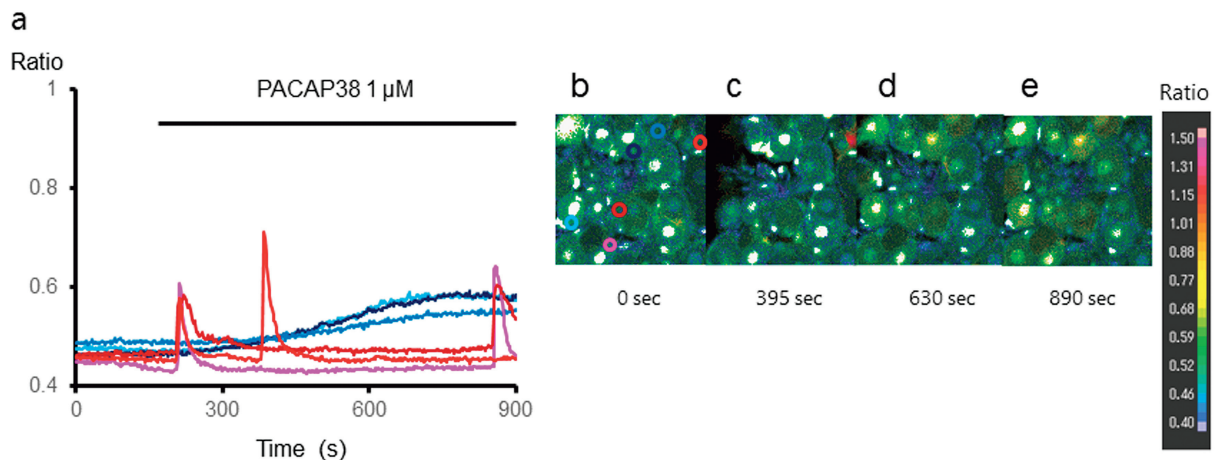 a
Ratio
PACAP38 1 µM
1
0.8
0.6
0.4
0
300
600
900
Time (s)
b
c
d
e
0 sec
395 sec
630 sec
890 sec
Ratio
1.50
1.31
1.15
1.01
0.88
0.77
0.68
0.59
0.52
0.46
0.40